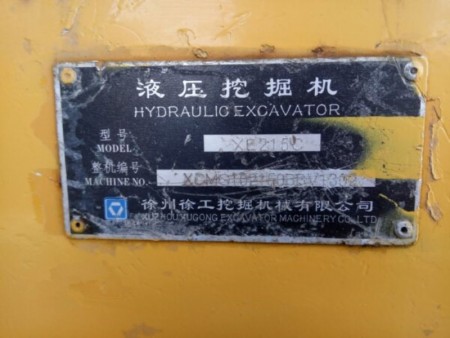 液压挖掘机
HYDRAULIC EXCAVATOR
型号
MODEL XE215C
整机编号
MACHINE NO.
徐州徐工挖掘机械有限公司
XUZHOU XUGONG EXCAVATOR MACHINERY CO., LTD